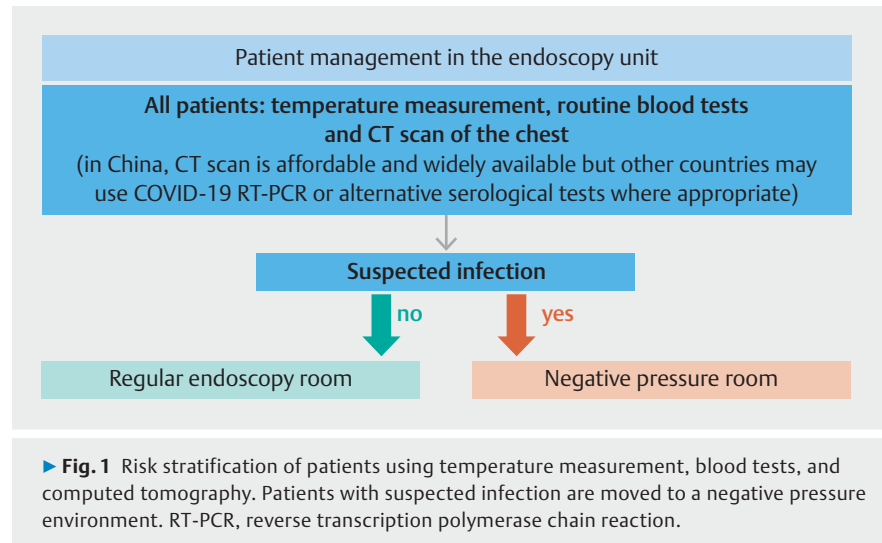 Patient management in the endoscopy unit
All patients: temperature measurement, routine blood tests
and CT scan of the chest
(in China, CT scan is affordable and widely available but other countries may
use COVID-19 RT-PCR or alternative serological tests where appropriate)
Suspected infection
no
yes
Regular endoscopy room
Negative pressure room
▶ Fig. 1 Risk stratification of patients using temperature measurement, blood tests, and
computed tomography. Patients with suspected infection are moved to a negative pressure
environment. RT-PCR, reverse transcription polymerase chain reaction.